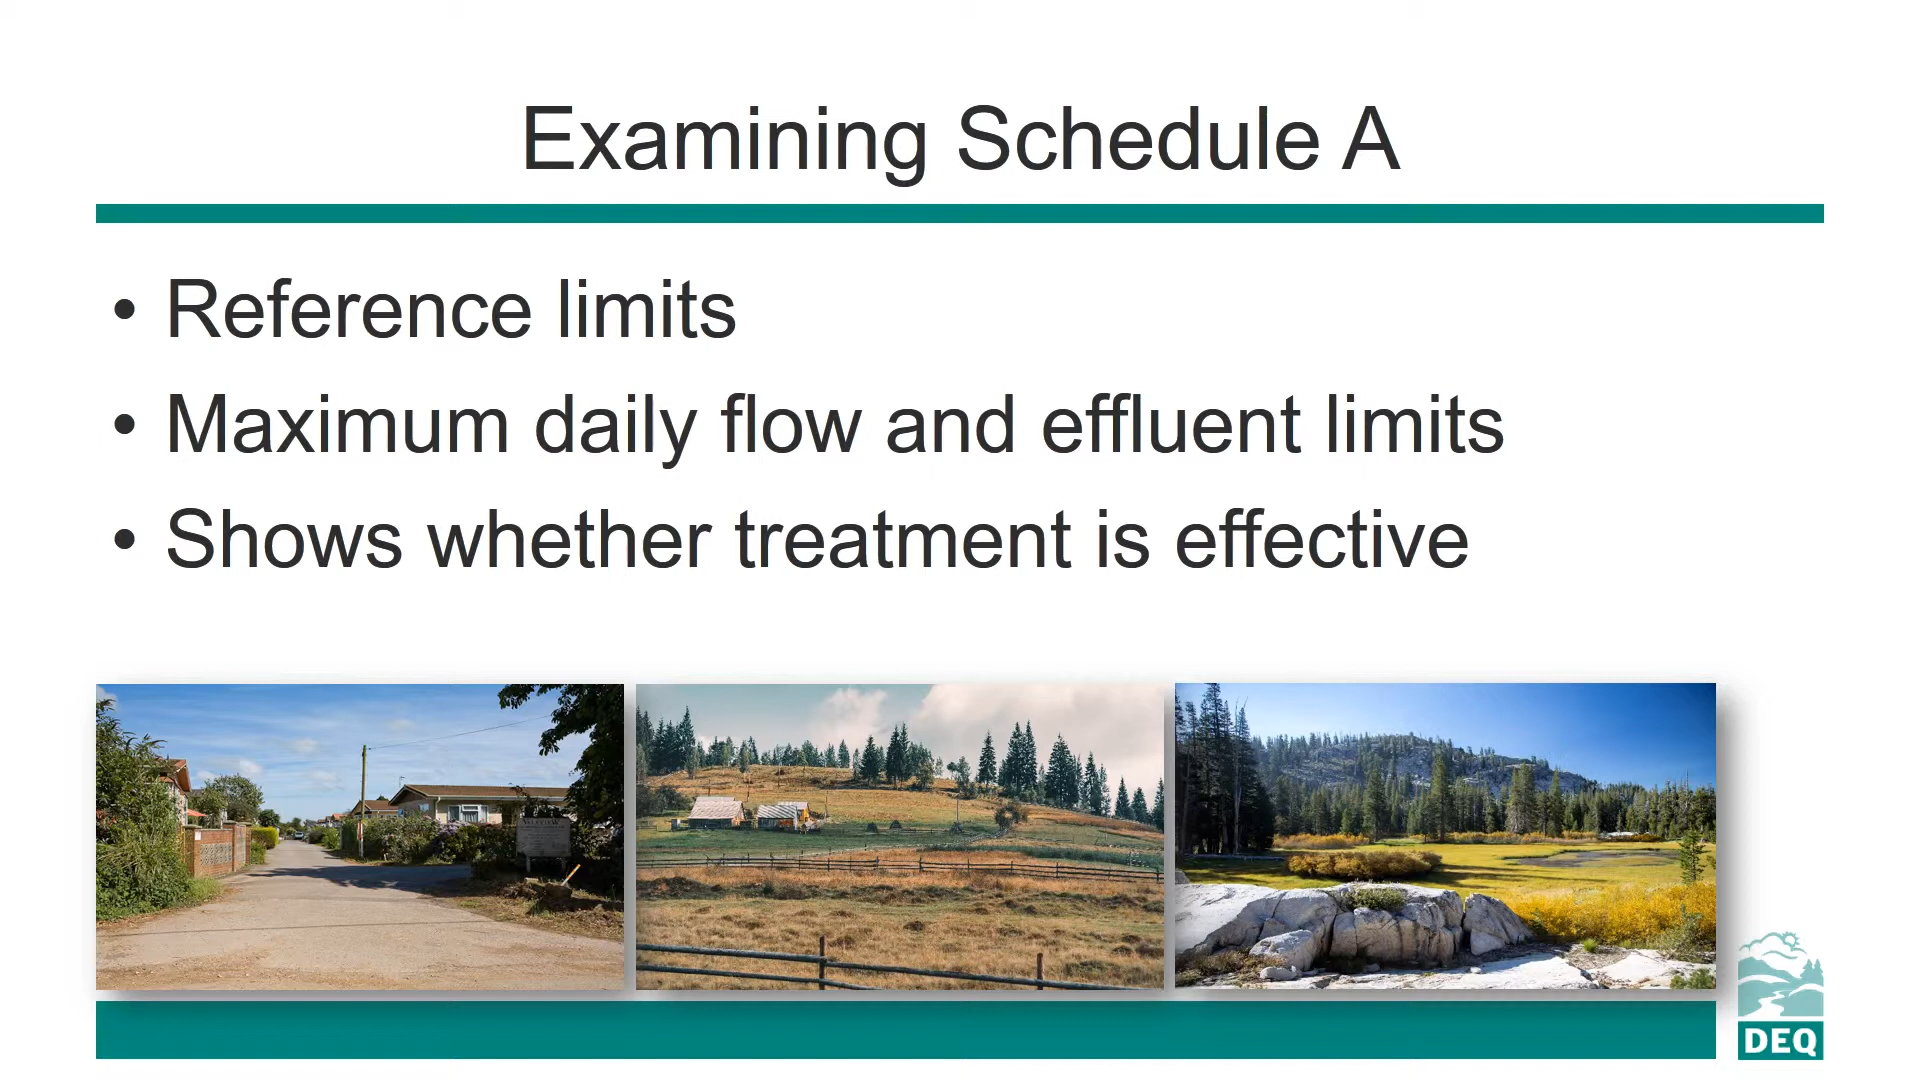 Examining Schedule A
• Reference limits
• Maximum daily flow and effluent limits
• Shows whether treatment is effective
DEQ